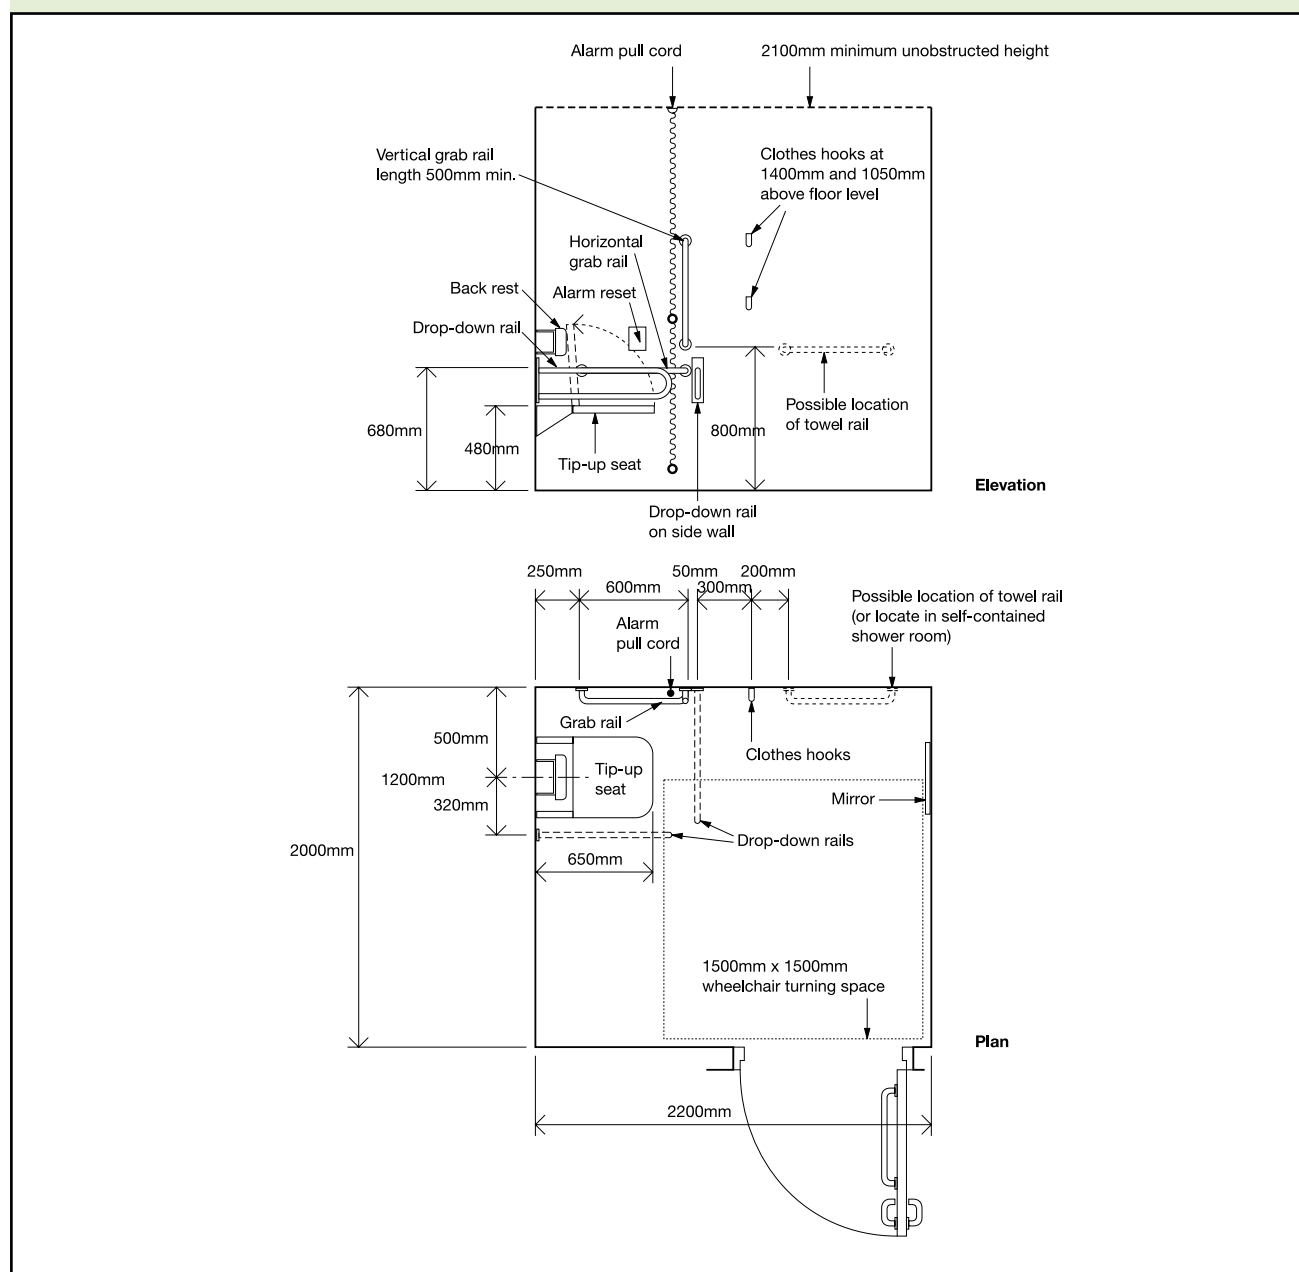 Alarm pull cord
2100mm minimum unobstructed height
Vertical grab rail
length 500mm min.
Clothes hooks at
1400mm and 1050mm
above floor level
Horizontal
grab rail
Back rest
Alarm reset
Drop-down rail
Possible location
of towel rail
680mm
480mm
800mm
Tip-up seat
Elevation
Drop-down rail
on side wall
250mm
600mm
50mm
300mm
200mm
Possible location of towel rail
(or locate in self-contained
shower room)
Alarm
pull cord
Grab rail
500mm
Clothes hooks
1200mm
Tip-up
seat
320mm
Mirror
2000mm
Drop-down rails
650mm
1500mm x 1500mm
wheelchair turning space
Plan
2200mm